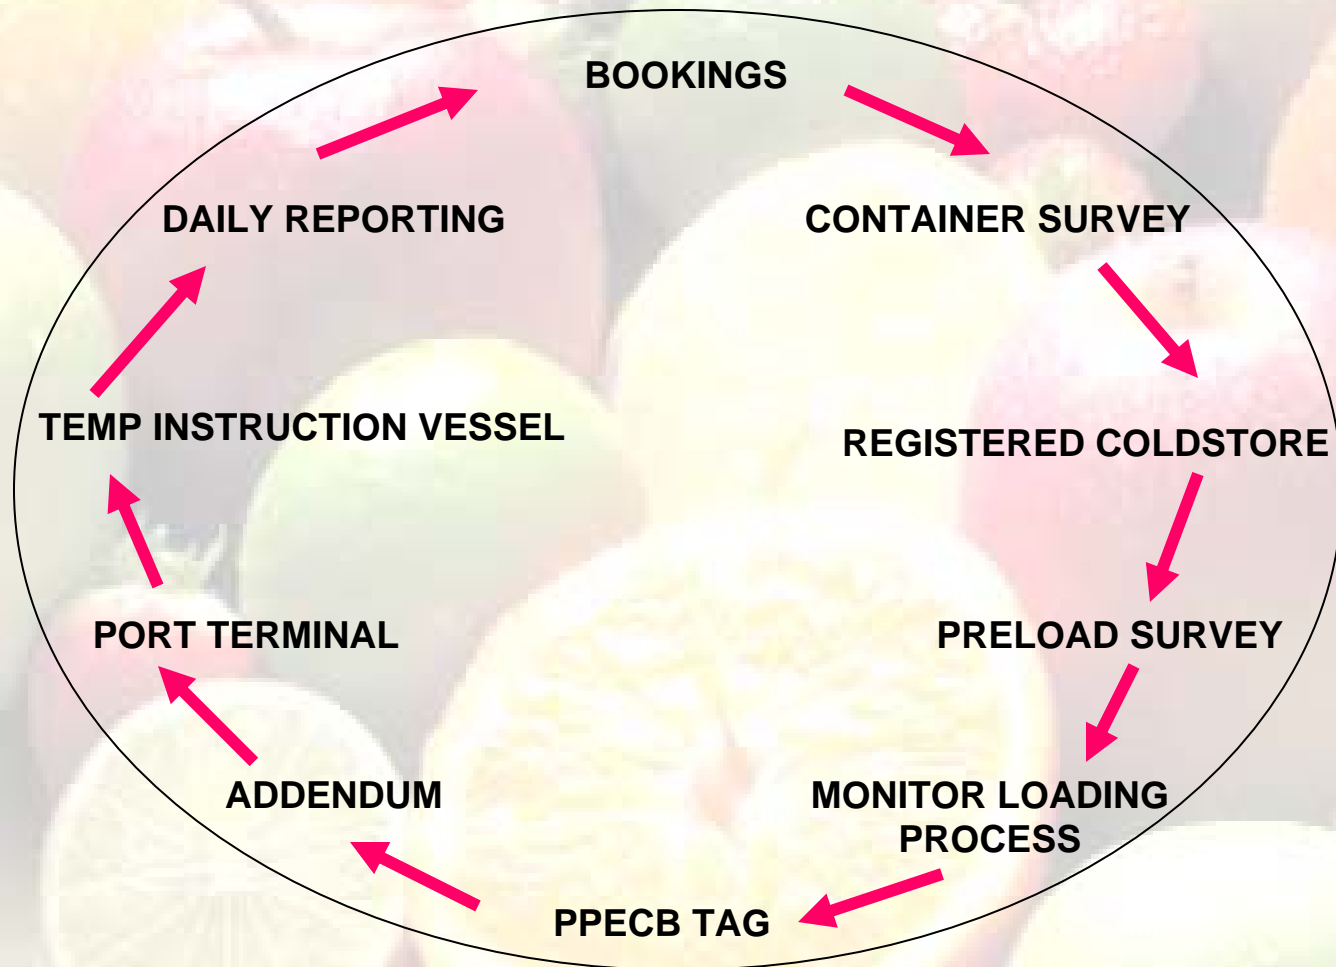 BOOKINGS
CONTAINER SURVEY
REGISTERED COLDSTORE
PRELOAD SURVEY
MONITOR LOADING
PROCESS
PPECB TAG
ADDENDUM
PORT TERMINAL
TEMP INSTRUCTION VESSEL
DAILY REPORTING